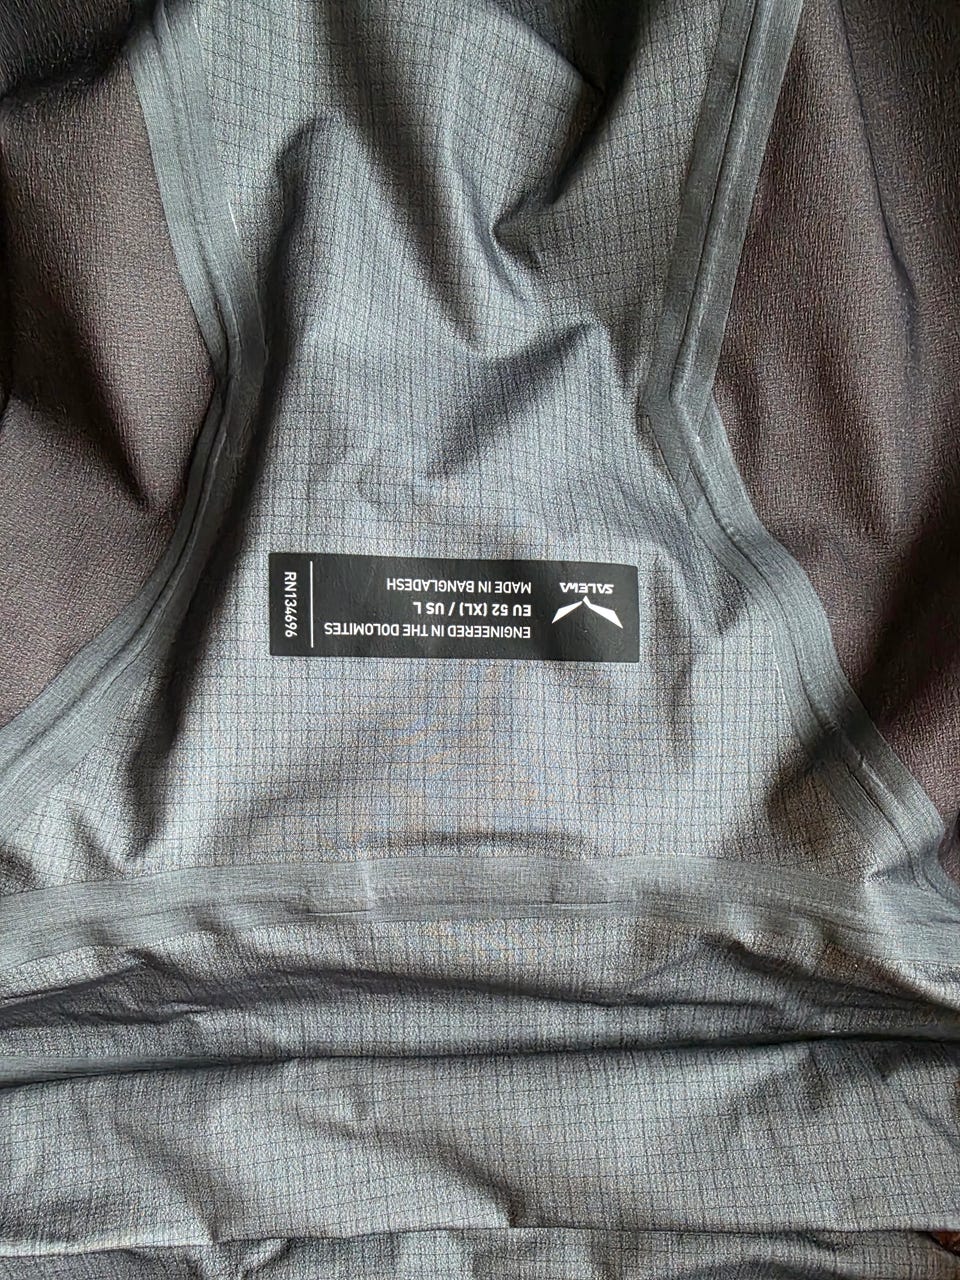 SALEWA
ENGINEERED IN THE DOLOMITES
EU 52 (XL) / US L
MADE IN BANGLADESH
RN134696